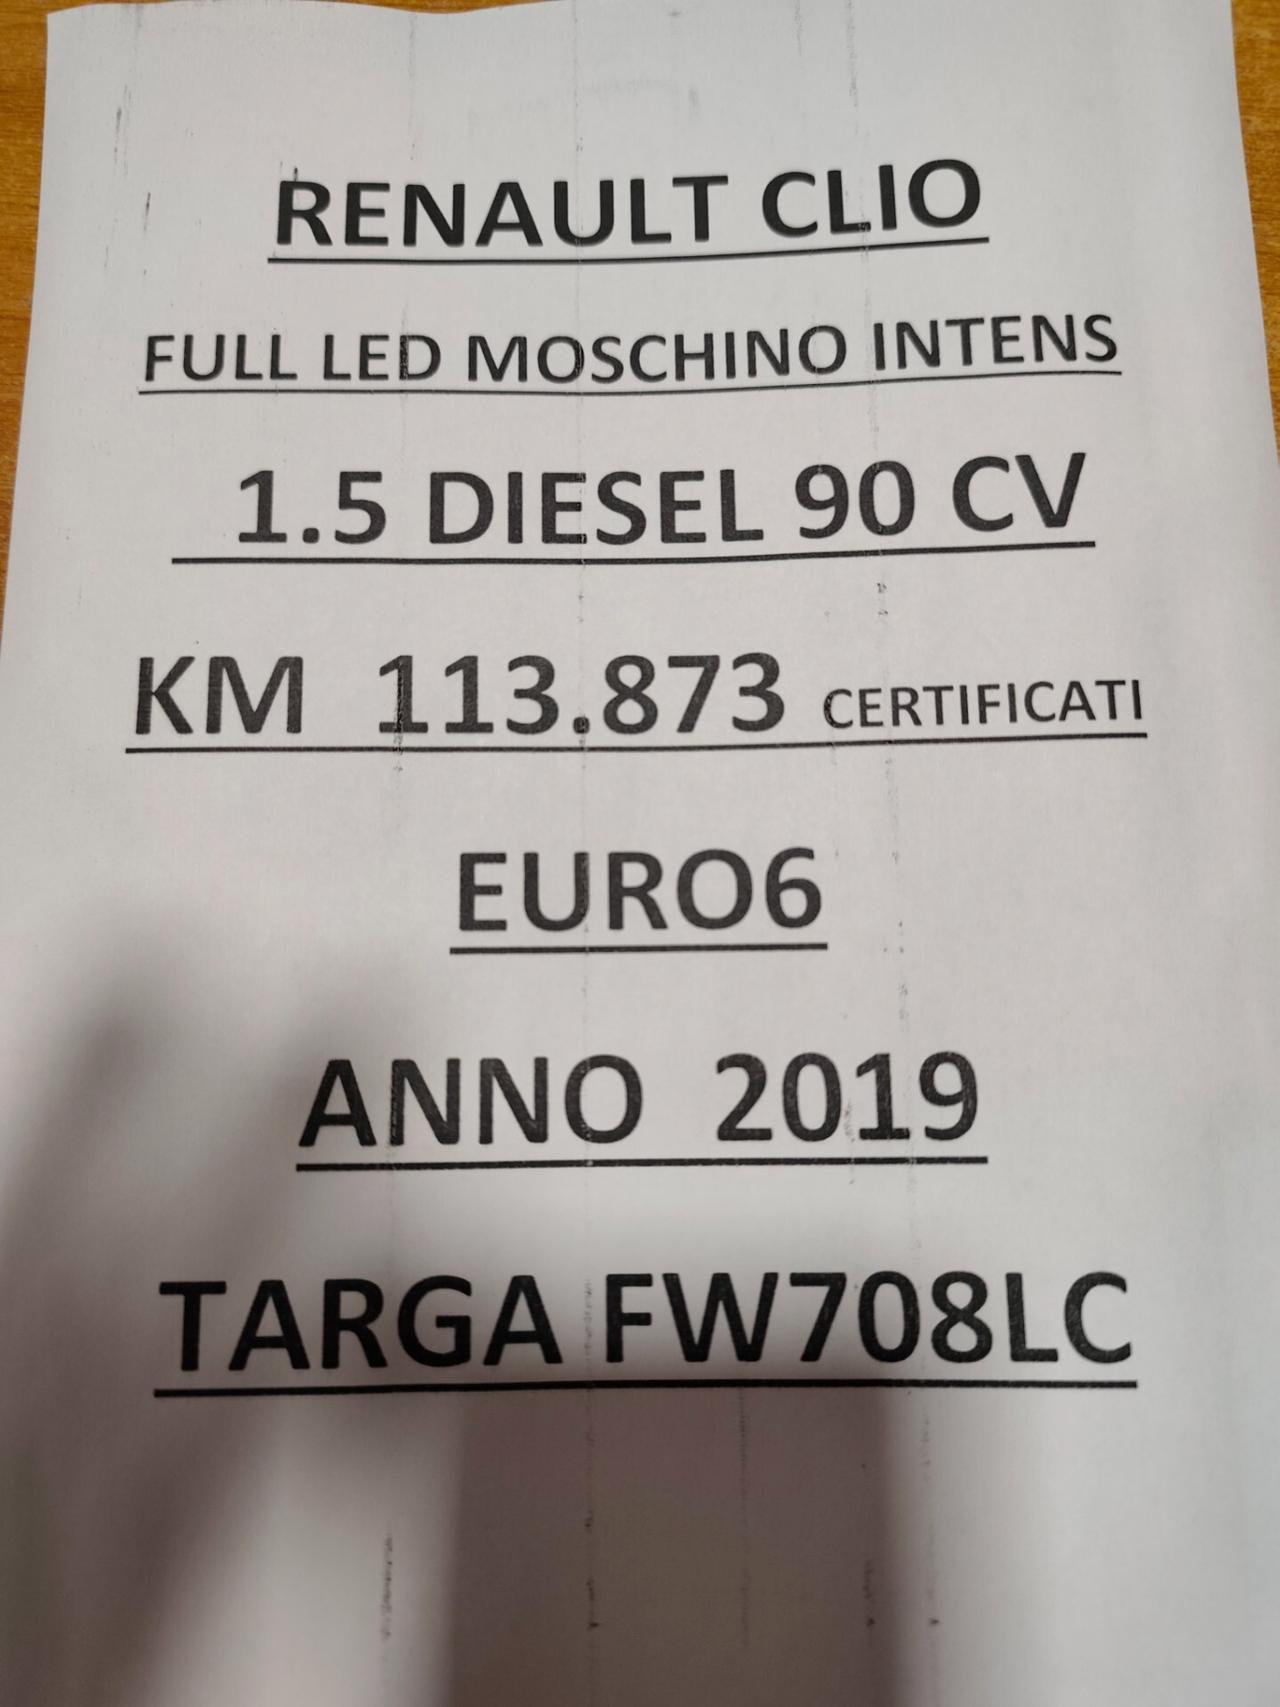 RENAULT CLIO
FULL LED MOSCHINO INTENS
1.5 DIESEL 90 CV
KM 113.873 CERTIFICATI
EURO6
ANNO 2019
TARGA FW708LC